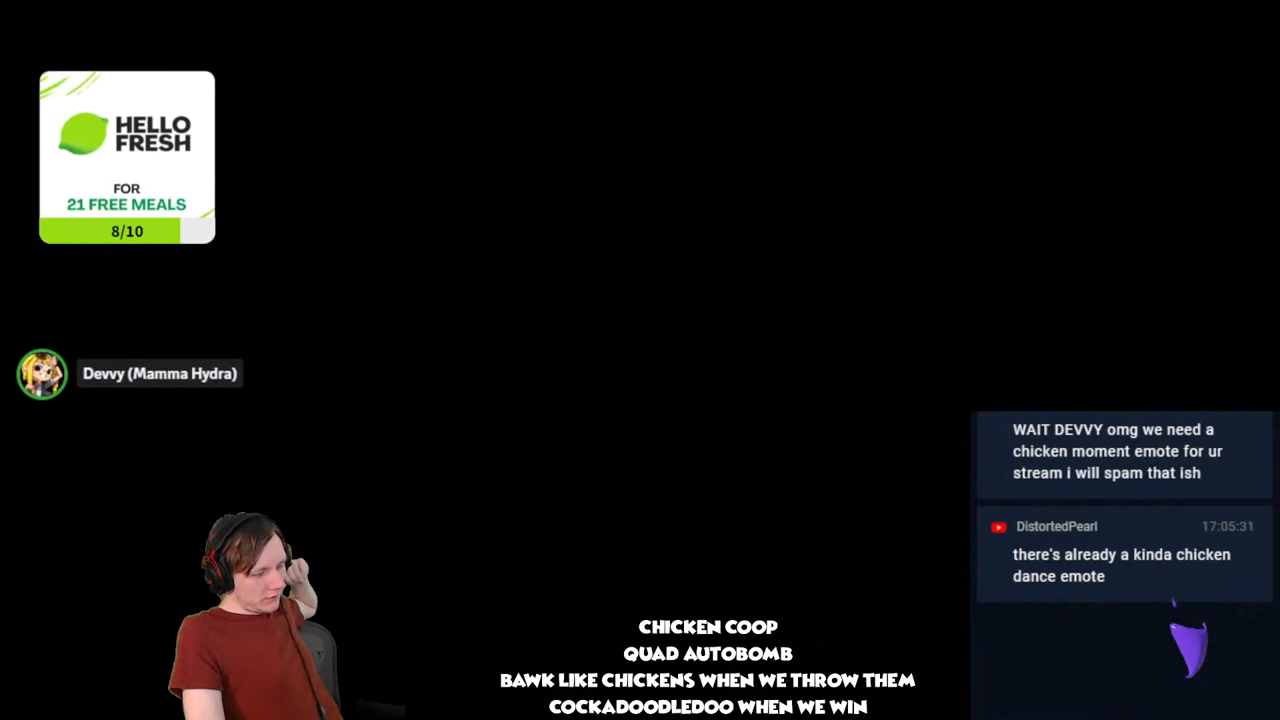 HELLO
FRESH
FOR
21 FREE MEALS
8/10
Devvy (Mamma Hydra)
WAIT DEVVY omg we need a
chicken moment emote for ur
stream i will spam that ish
DistortedPearl 17:05:31
there's already a kinda chicken
dance emote
CHICKEN COOP
QUAD AUTOBOMB
BAWK LIKE CHICKENS WHEN WE THROW THEM
COCKADOODLEDOO WHEN WE WIN